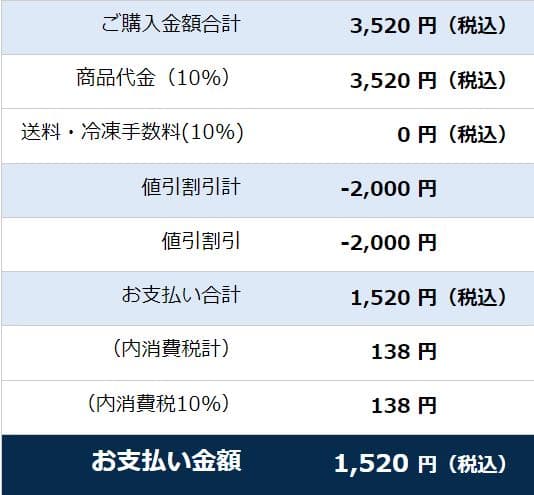 ご購入金額合計 3,520 円（税込）
商品代金（10％） 3,520 円（税込）
送料・冷凍手数料(10％) 0 円（税込）
値引割引計 -2,000 円
値引割引 -2,000 円
お支払い合計 1,520 円（税込）
（内消費税計） 138 円
（内消費税10％） 138 円
お支払い金額 1,520 円（税込）